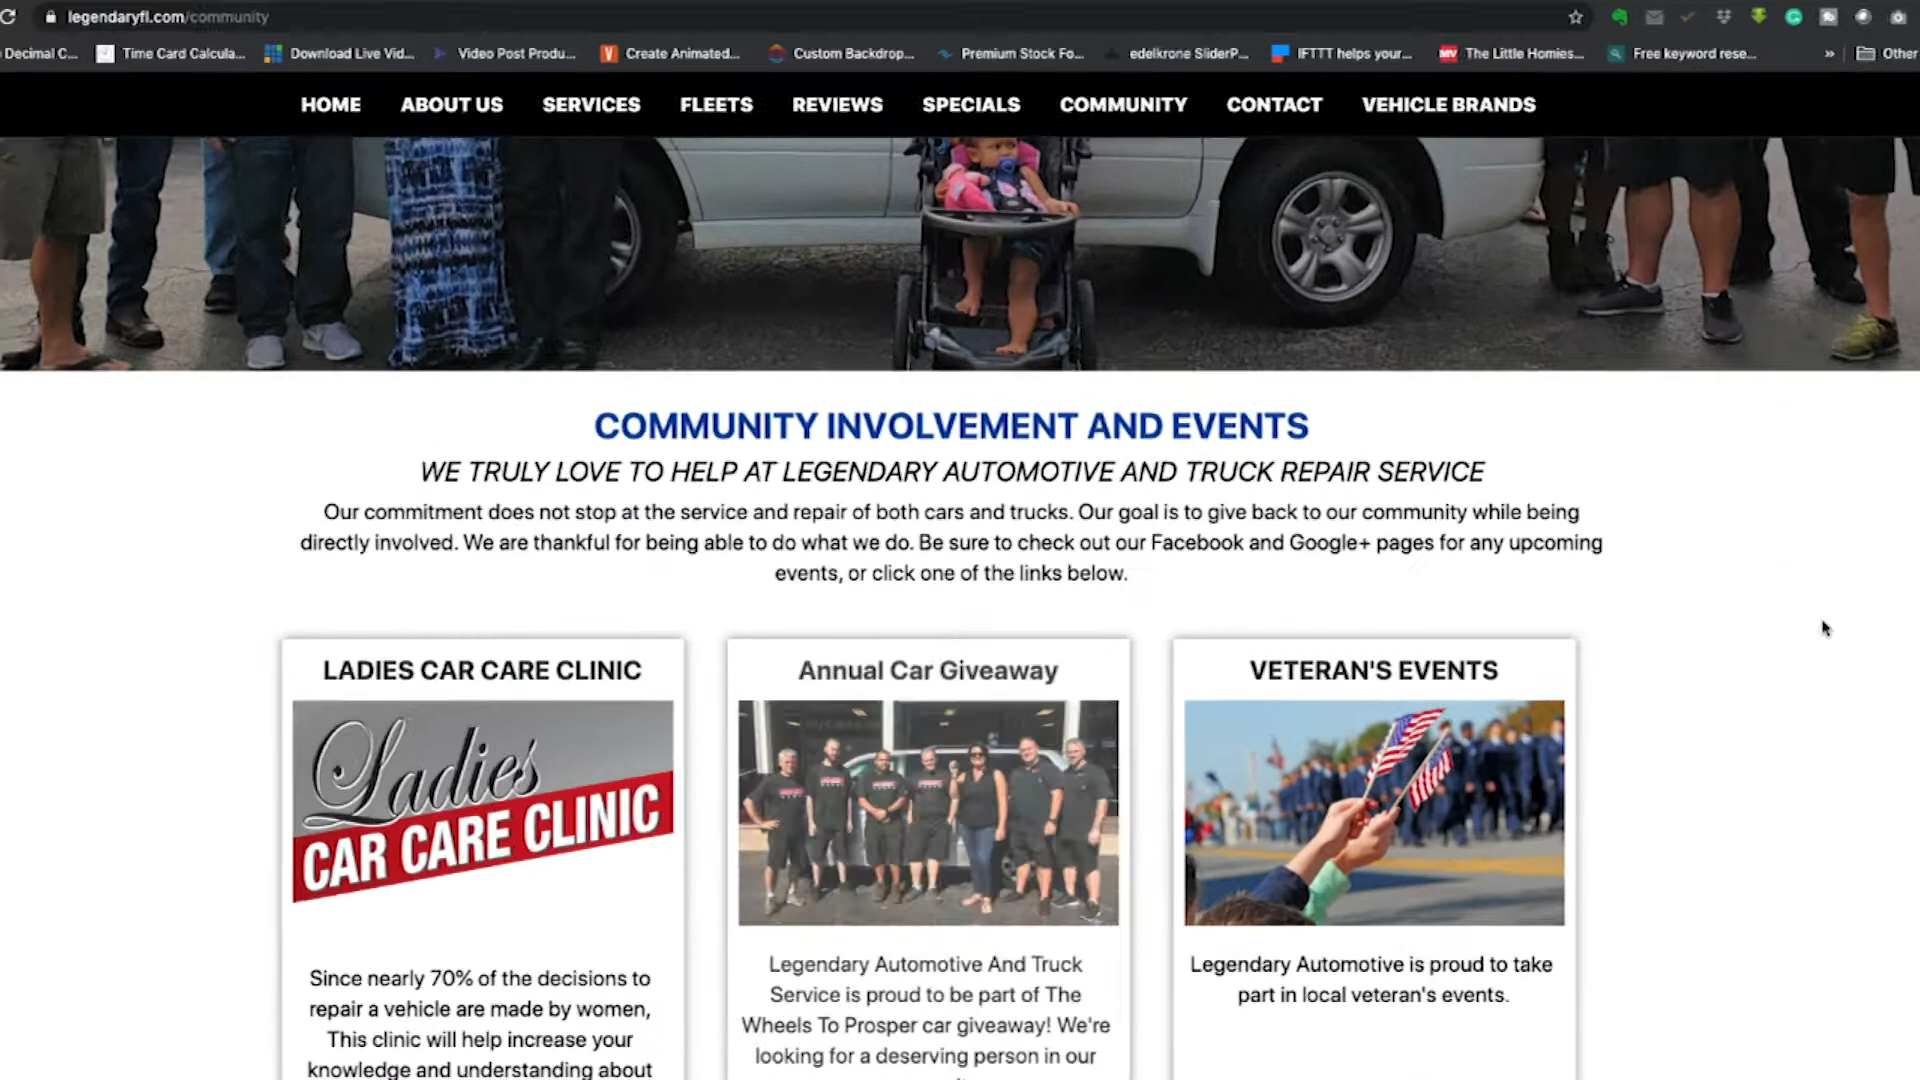 legendaryfl.com/community
Decimal C...
Time Card Calcula...
Download Live Vid...
Video Post Produ...
Create Animated...
Custom Backdrop...
Premium Stock Fo...
edelkrone SliderP...
IFTTT helps your...
MV
The Little Homies...
Free keyword rese...
»
Other
HOME
ABOUT US
SERVICES
FLEETS
REVIEWS
SPECIALS
COMMUNITY
CONTACT
VEHICLE BRANDS
COMMUNITY INVOLVEMENT AND EVENTS
WE TRULY LOVE TO HELP AT LEGENDARY AUTOMOTIVE AND TRUCK REPAIR SERVICE
Our commitment does not stop at the service and repair of both cars and trucks. Our goal is to give back to our community while being
directly involved. We are thankful for being able to do what we do. Be sure to check out our Facebook and Google+ pages for any upcoming
events, or click one of the links below.
LADIES CAR CARE CLINIC
Ladies
CAR CARE CLINIC
Since nearly 70% of the decisions to
repair a vehicle are made by women,
This clinic will help increase your
knowledge and understanding about
Annual Car Giveaway
Legendary Automotive And Truck
Service is proud to be part of The
Wheels To Prosper car giveaway! We're
looking for a deserving person in our
VETERAN'S EVENTS
Legendary Automotive is proud to take
part in local veteran's events.